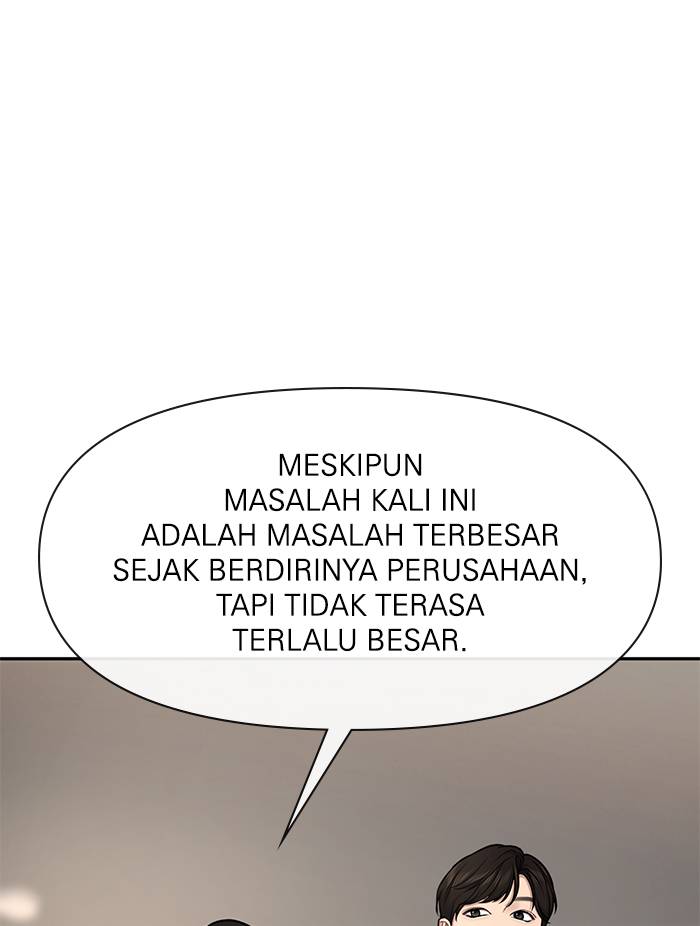 MESKIPUN
MASALAH KALI INI
ADALAH MASALAH TERBESAR
SEJAK BERDIRINYA PERUSAHAAN,
TAPI TIDAK TERASA
TERLALU BESAR.